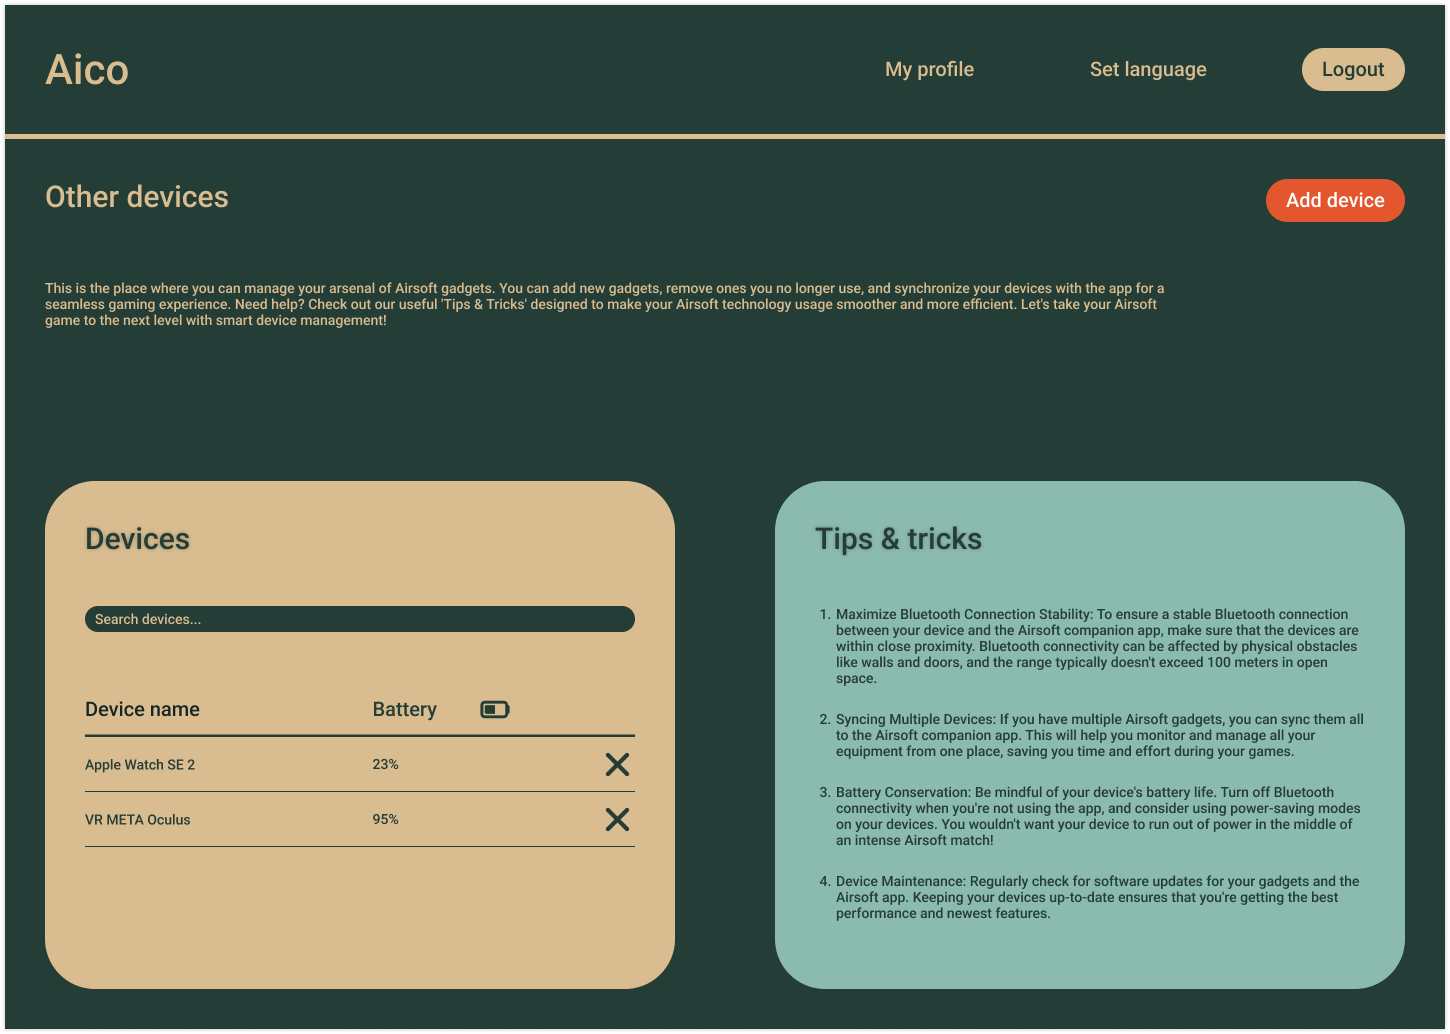 Aico
My profile
Set language
Logout
Other devices
Add device
This is the place where you can manage your arsenal of Airsoft gadgets. You can add new gadgets, remove ones you no longer use, and synchronize your devices with the app for a
seamless gaming experience. Need help? Check out our useful 'Tips & Tricks' designed to make your Airsoft technology usage smoother and more efficient. Let's take your Airsoft
game to the next level with smart device management!
Devices
Search devices...
Device name
Battery
Apple Watch SE 2
23%
VR META Oculus
95%
Tips & tricks
1. Maximize Bluetooth Connection Stability: To ensure a stable Bluetooth connection
between your device and the Airsoft companion app, make sure that the devices are
within close proximity. Bluetooth connectivity can be affected by physical obstacles
like walls and doors, and the range typically doesn't exceed 100 meters in open
space.
2. Syncing Multiple Devices: If you have multiple Airsoft gadgets, you can sync them all
to the Airsoft companion app. This will help you monitor and manage all your
equipment from one place, saving you time and effort during your games.
3. Battery Conservation: Be mindful of your device's battery life. Turn off Bluetooth
connectivity when you're not using the app, and consider using power-saving modes
on your devices. You wouldn't want your device to run out of power in the middle of
an intense Airsoft match!
4. Device Maintenance: Regularly check for software updates for your gadgets and the
Airsoft app. Keeping your devices up-to-date ensures that you're getting the best
performance and newest features.